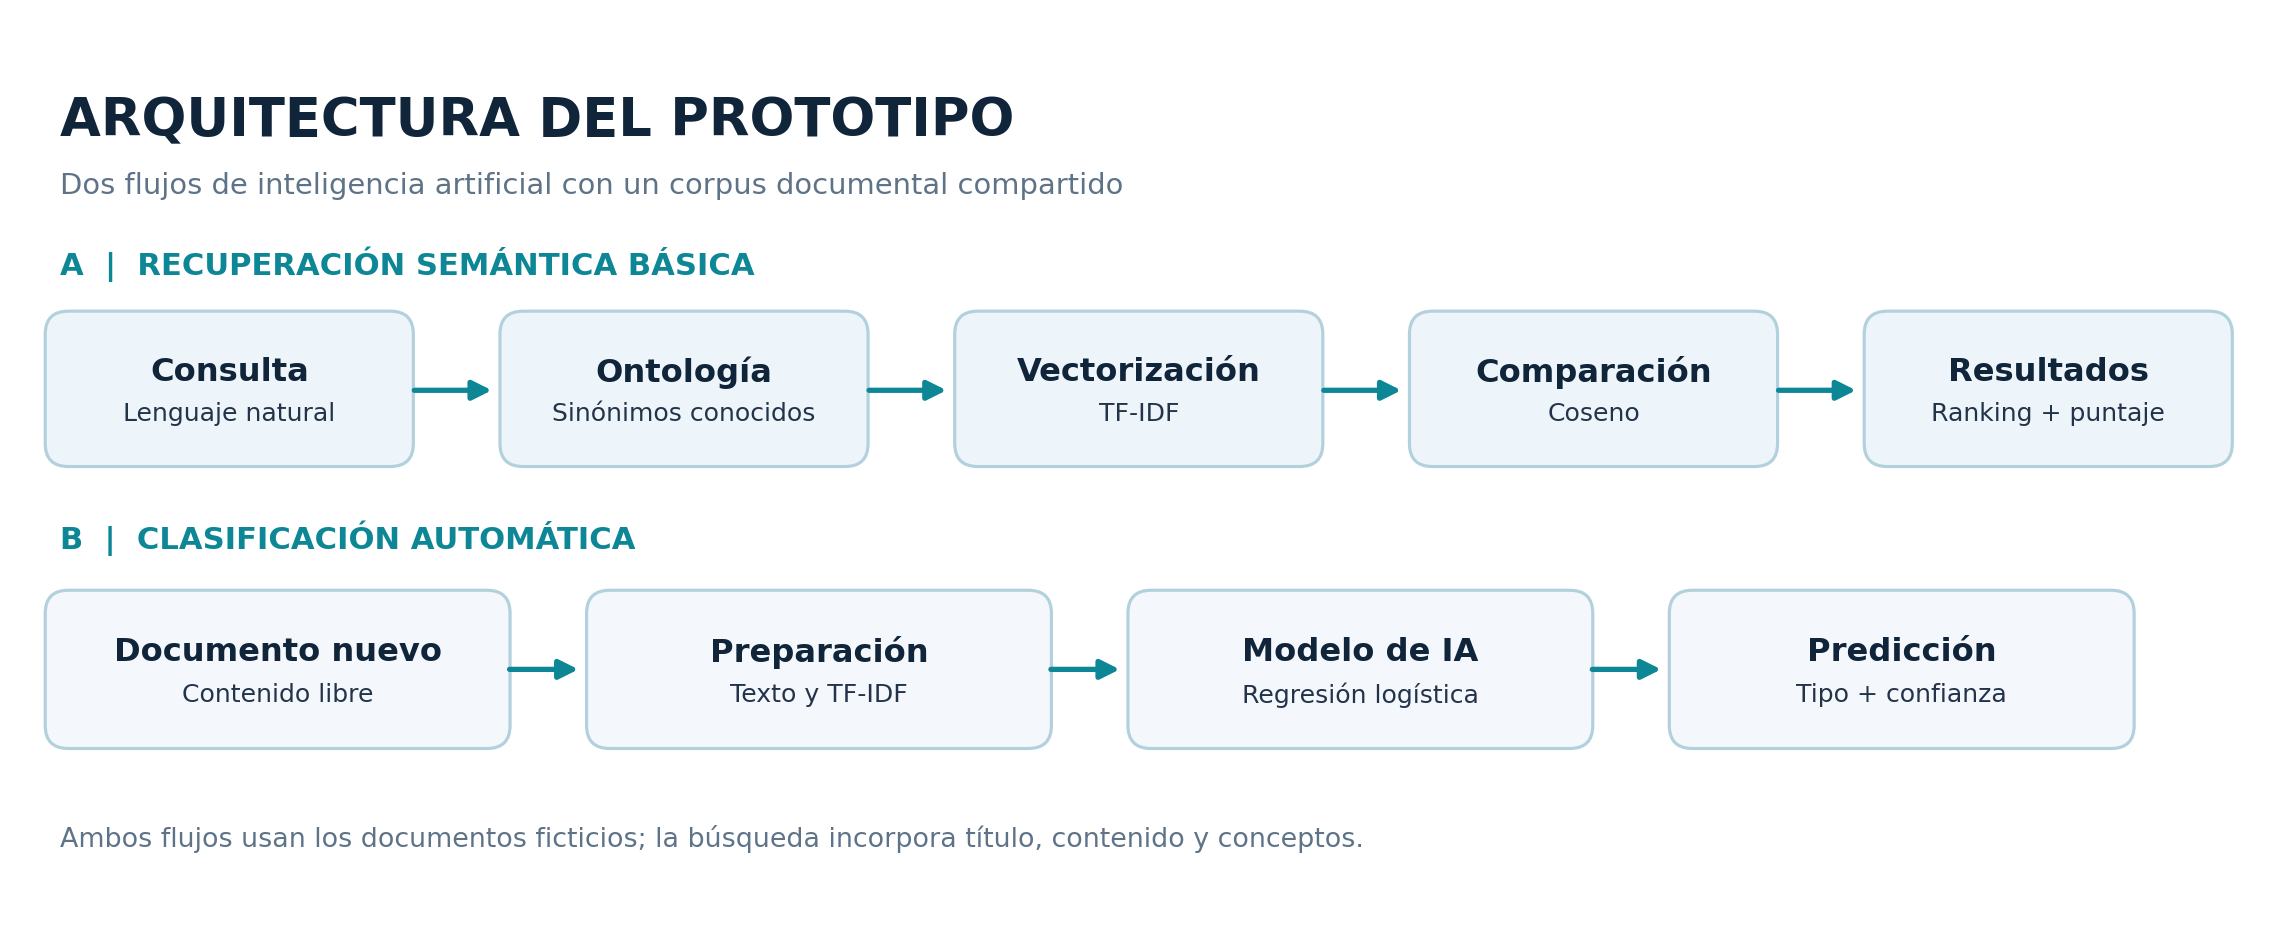 ARQUITECTURA DEL PROTOTIPO
Dos flujos de inteligencia artificial con un corpus documental compartido
A | RECUPERACIÓN SEMÁNTICA BÁSICA
Consulta
Lenguaje natural
Ontología
Sinónimos conocidos
Vectorización
TF-IDF
Comparación
Coseno
Resultados
Ranking + puntaje
B | CLASIFICACIÓN AUTOMÁTICA
Documento nuevo
Contenido libre
Preparación
Texto y TF-IDF
Modelo de IA
Regresión logística
Predicción
Tipo + confianza
Ambos flujos usan los documentos ficticios; la búsqueda incorpora título, contenido y conceptos.